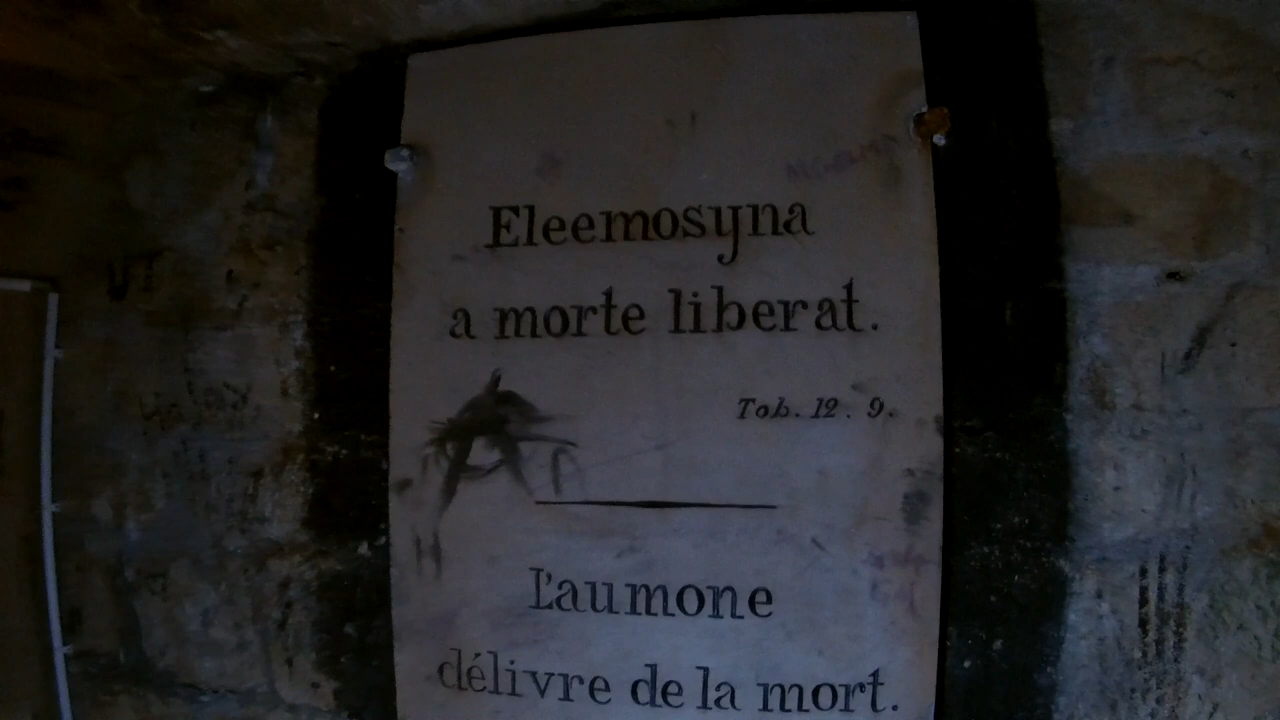 Eleemosyna
a morte liberat.
Tob. 12. 9.
L'aumone
délivre de la mort.